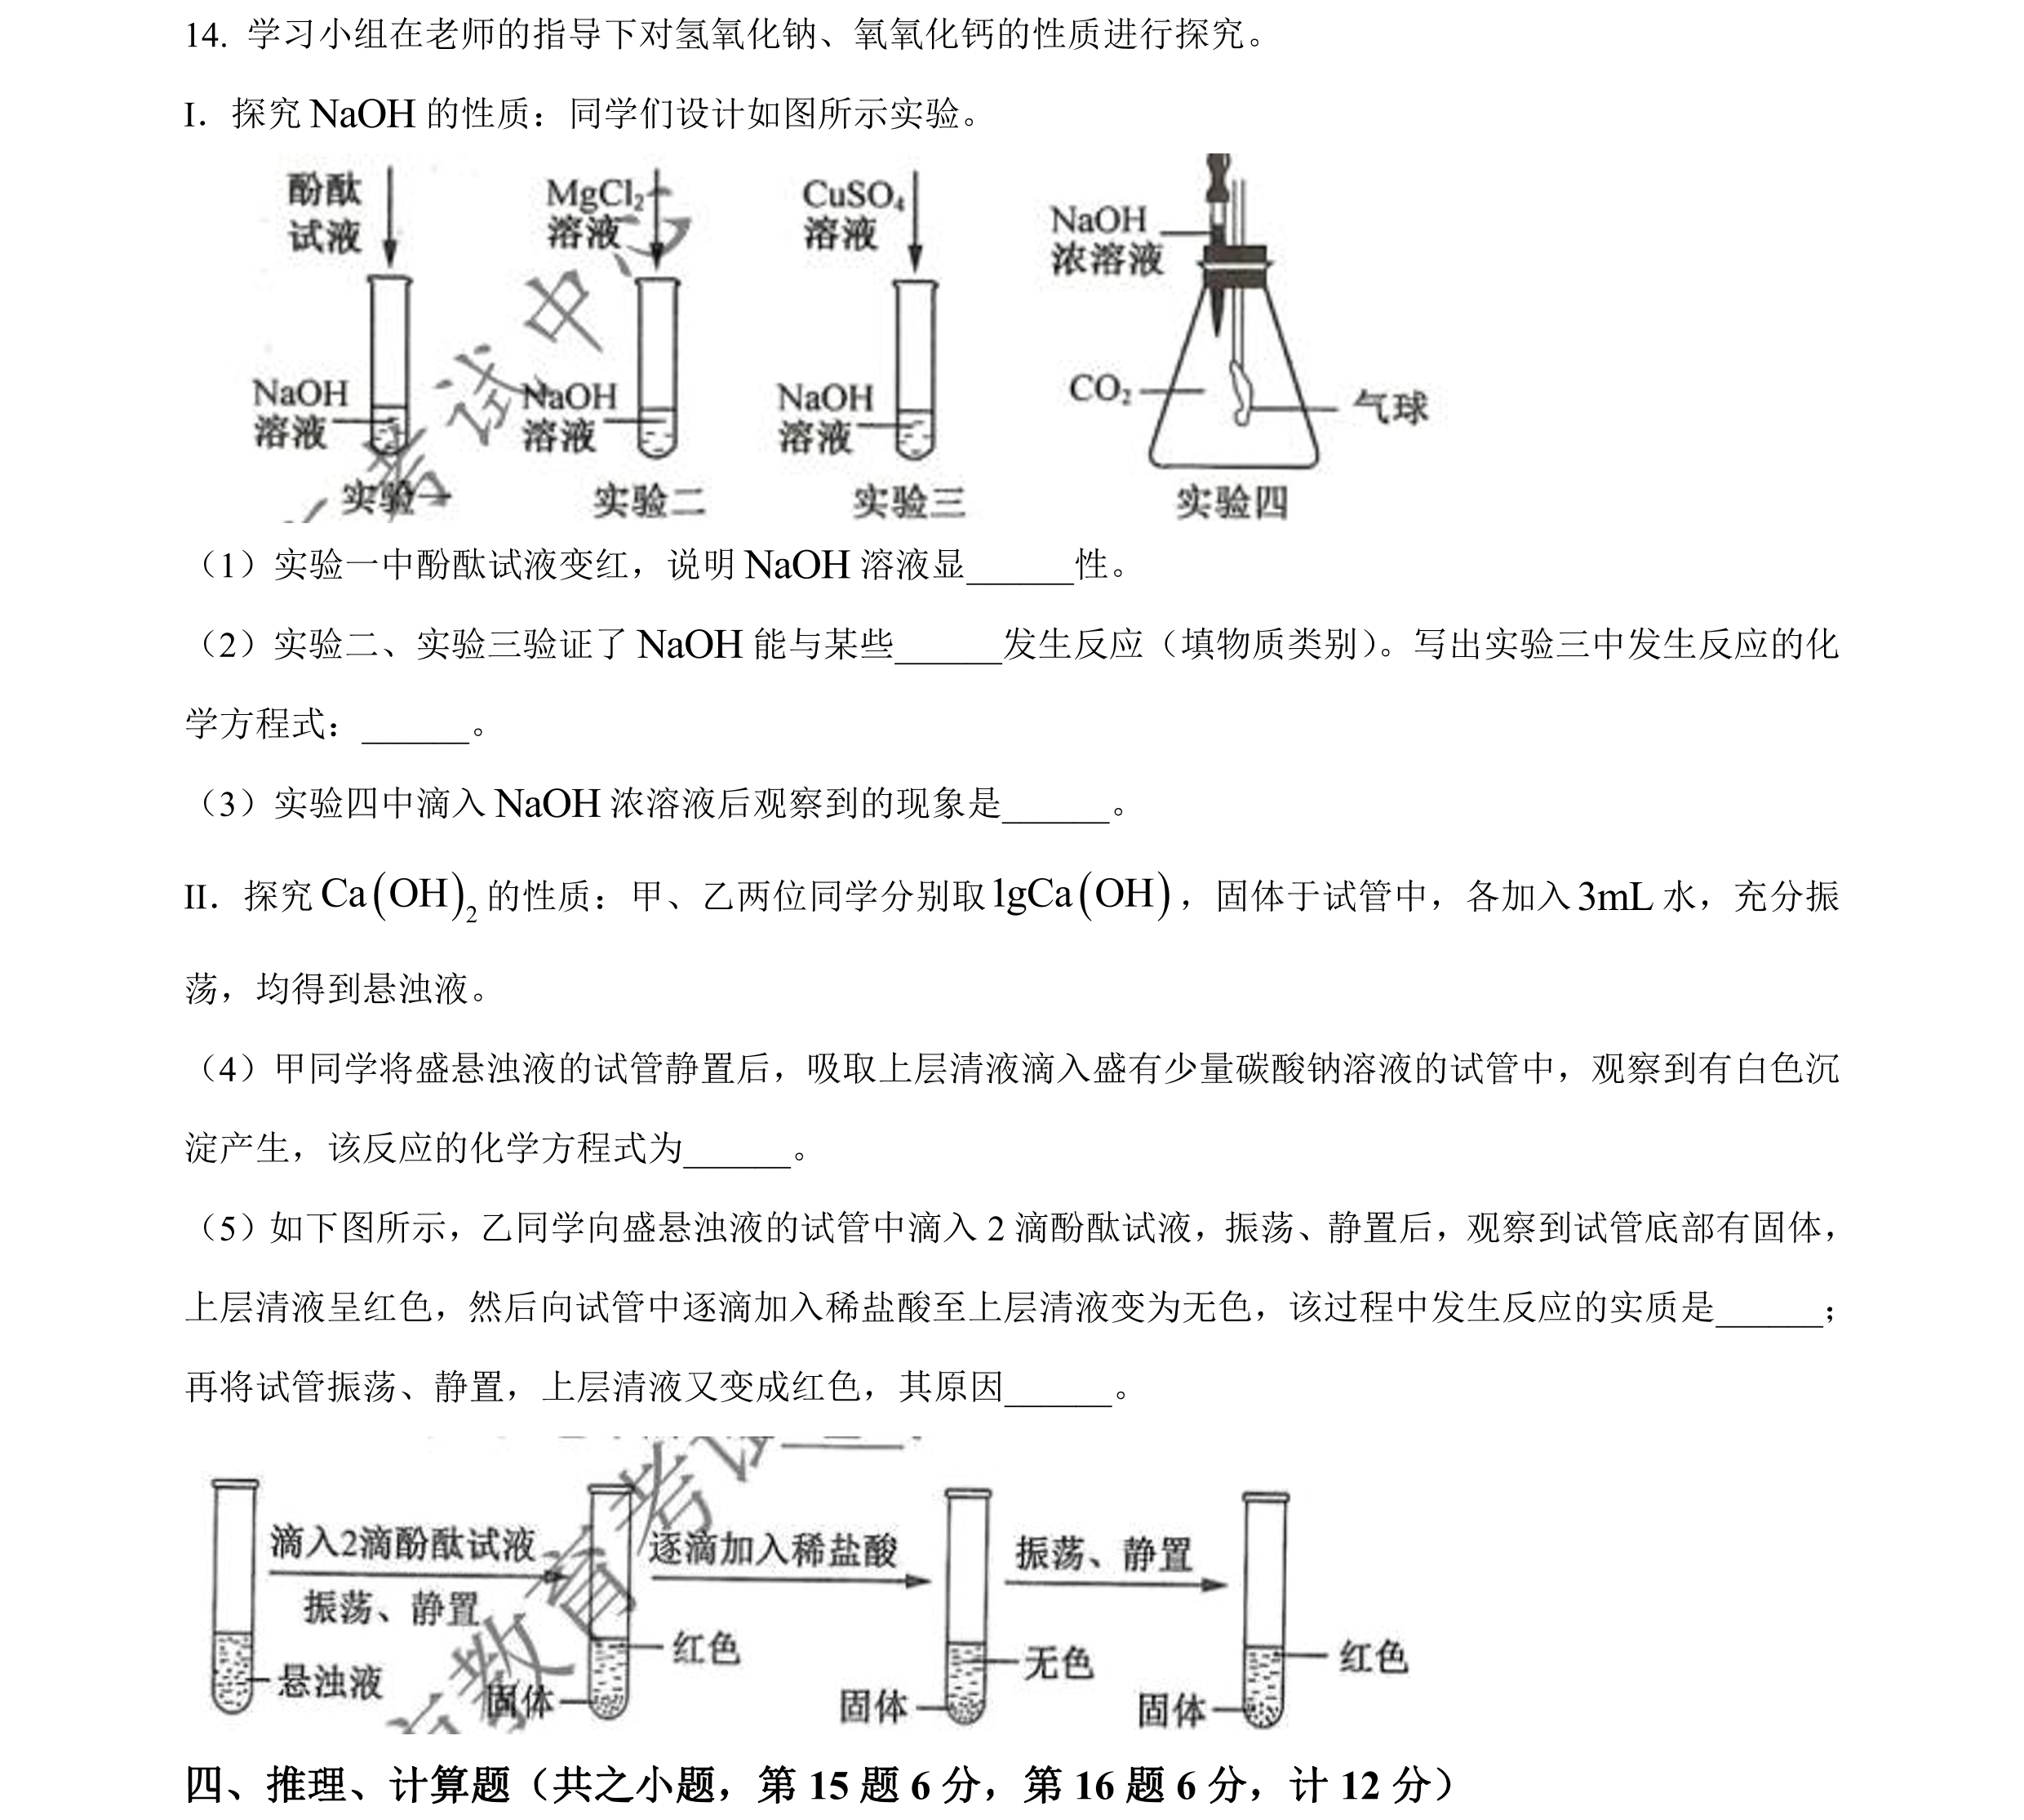 14. 学习小组在老师的指导下对氢氧化钠、氧氧化钙的性质进行探究。
I. 探究 NaOH 的性质：同学们设计如图所示实验。
酚酞
试液
NaOH
溶液
实验一
MgCl₂
溶液
NaOH
溶液
实验二
CuSO₄
溶液
NaOH
溶液
实验三
NaOH
浓溶液
CO₂
气球
实验四
（1）实验一中酚酞试液变红，说明 NaOH 溶液显______性。
（2）实验二、实验三验证了 NaOH 能与某些______发生反应（填物质类别）。写出实验三中发生反应的化
学方程式：______。
（3）实验四中滴入 NaOH 浓溶液后观察到的现象是______。
II. 探究 Ca(OH)₂ 的性质：甲、乙两位同学分别取 lgCa(OH)，固体于试管中，各加入 3mL 水，充分振
荡，均得到悬浊液。
（4）甲同学将盛悬浊液的试管静置后，吸取上层清液滴入盛有少量碳酸钠溶液的试管中，观察到有白色沉
淀产生，该反应的化学方程式为______。
（5）如下图所示，乙同学向盛悬浊液的试管中滴入 2 滴酚酞试液，振荡、静置后，观察到试管底部有固体，
上层清液呈红色，然后向试管中逐滴加入稀盐酸至上层清液变为无色，该过程中发生反应的实质是______；
再将试管振荡、静置，上层清液又变成红色，其原因______。
滴入2滴酚酞试液
振荡、静置
悬浊液
固体
红色
逐滴加入稀盐酸
固体
无色
振荡、静置
固体
红色
教育考试
考试中心
四、推理、计算题（共之小题，第 15 题 6 分，第 16 题 6 分，计 12 分）